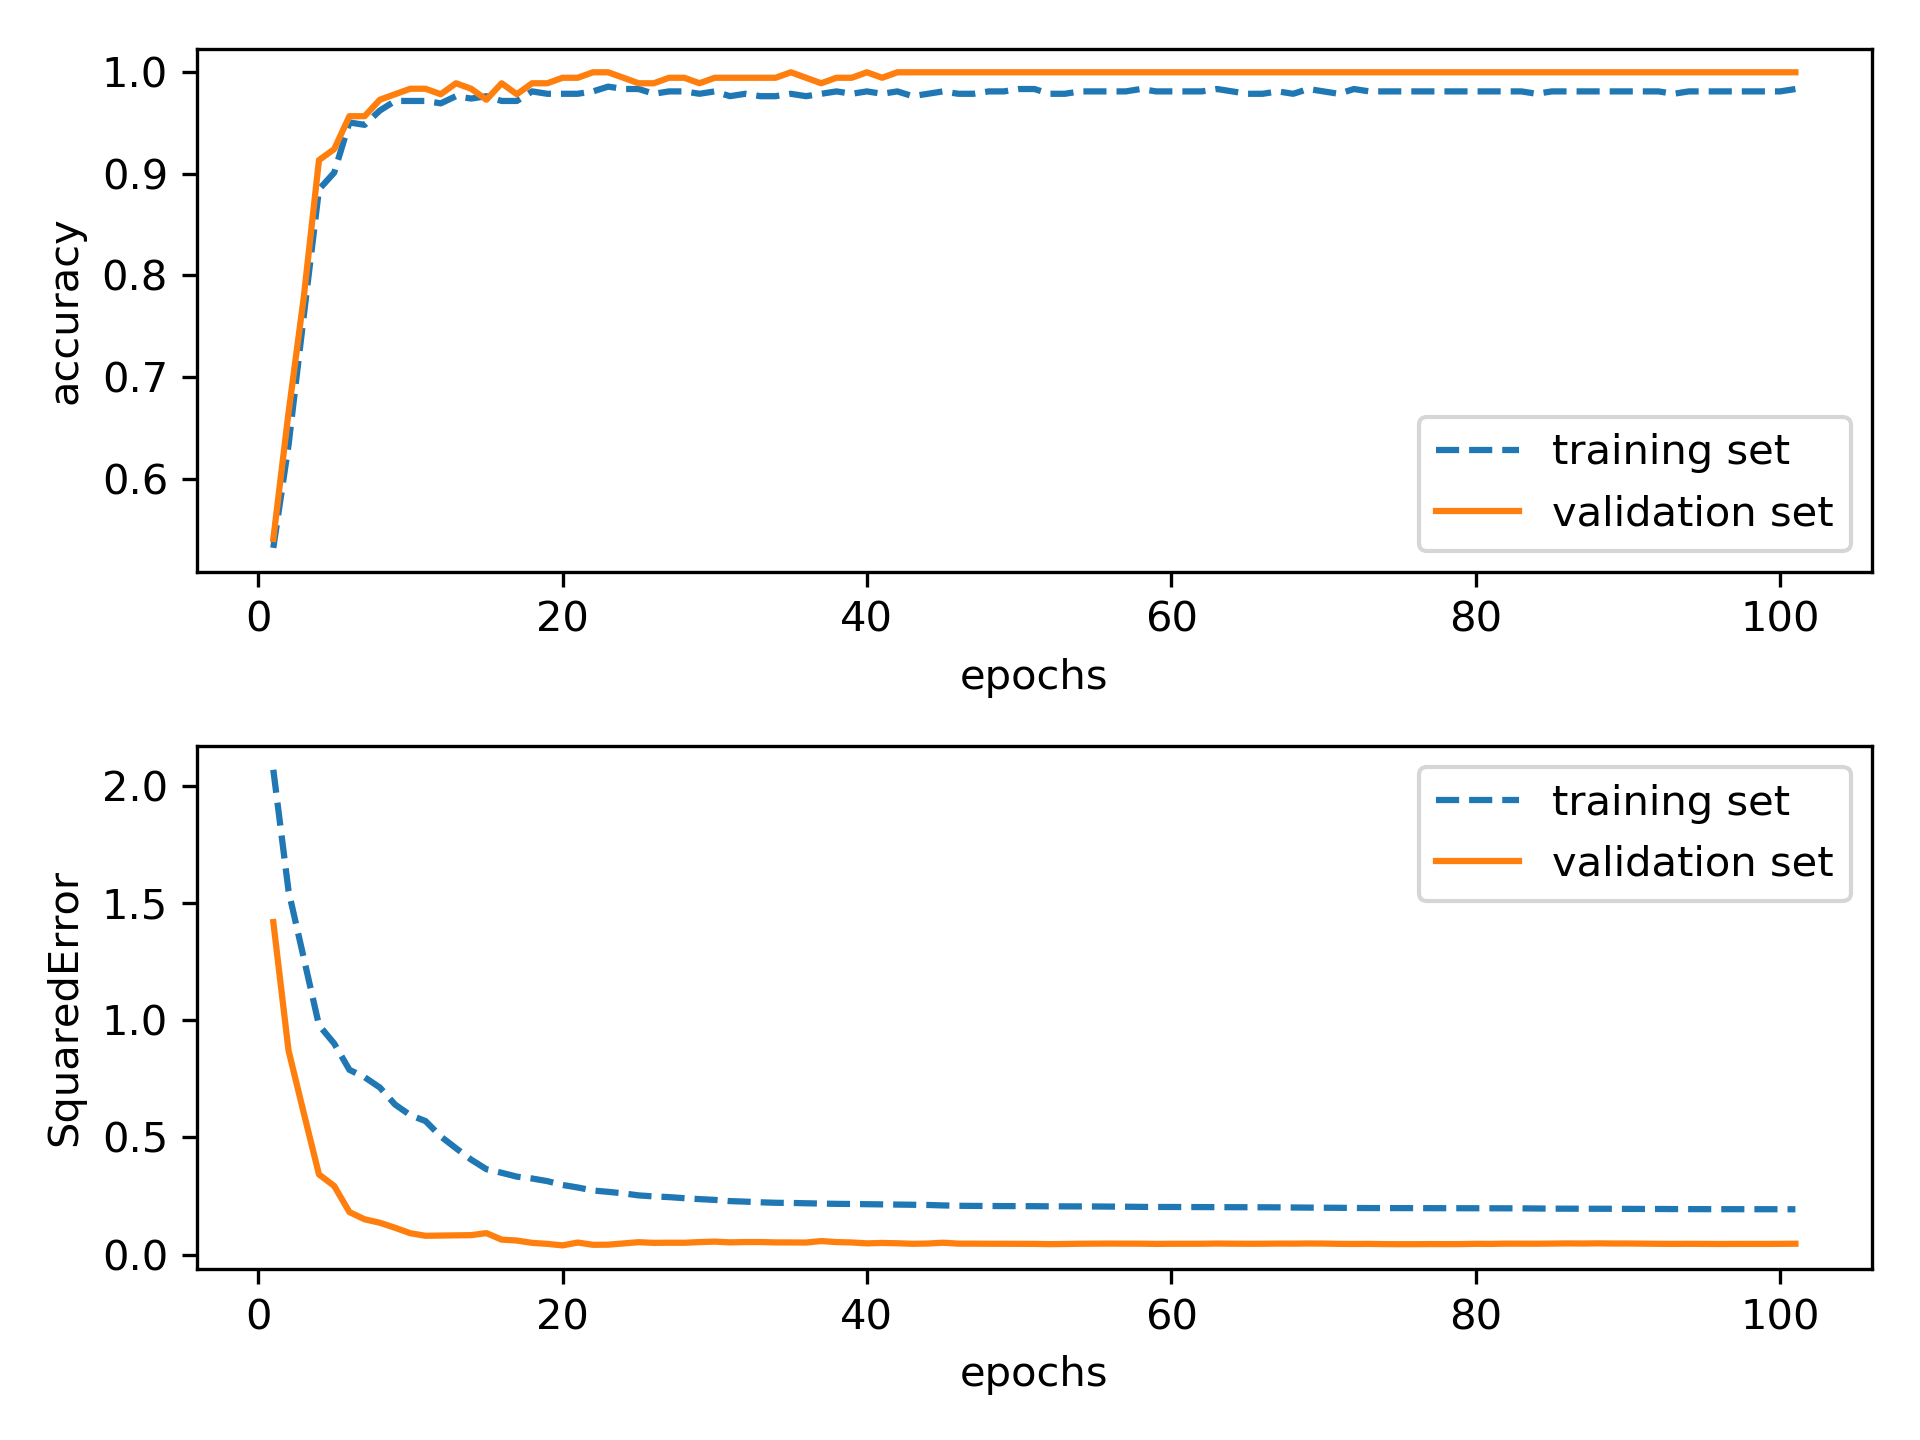 1.0
0.9
0.8
0.7
0.6
accuracy
training set
validation set
0 20 40 60 80 100
epochs
2.0
1.5
1.0
0.5
0.0
SquaredError
training set
validation set
0 20 40 60 80 100
epochs